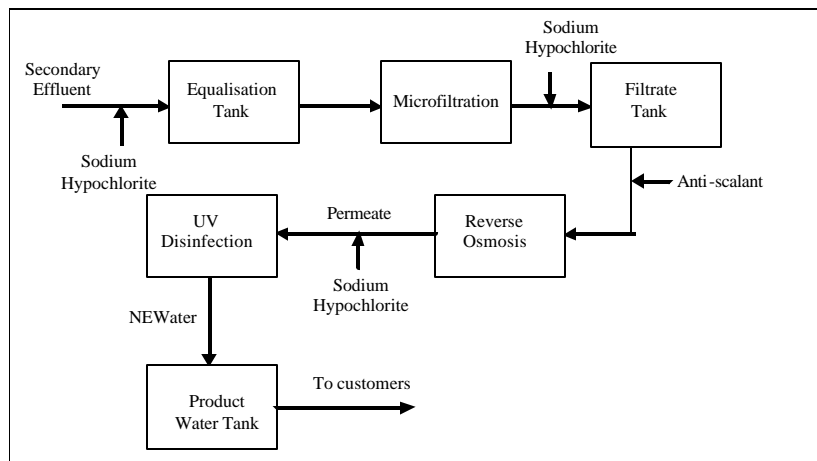 Sodium
Hypochlorite
Secondary
Effluent
Equalisation
Tank
Microfiltration
Filtrate
Tank
Sodium
Hypochlorite
Anti-scalant
UV
Disinfection
Permeate
Reverse
Osmosis
Sodium
Hypochlorite
NEWater
Product
Water Tank
To customers